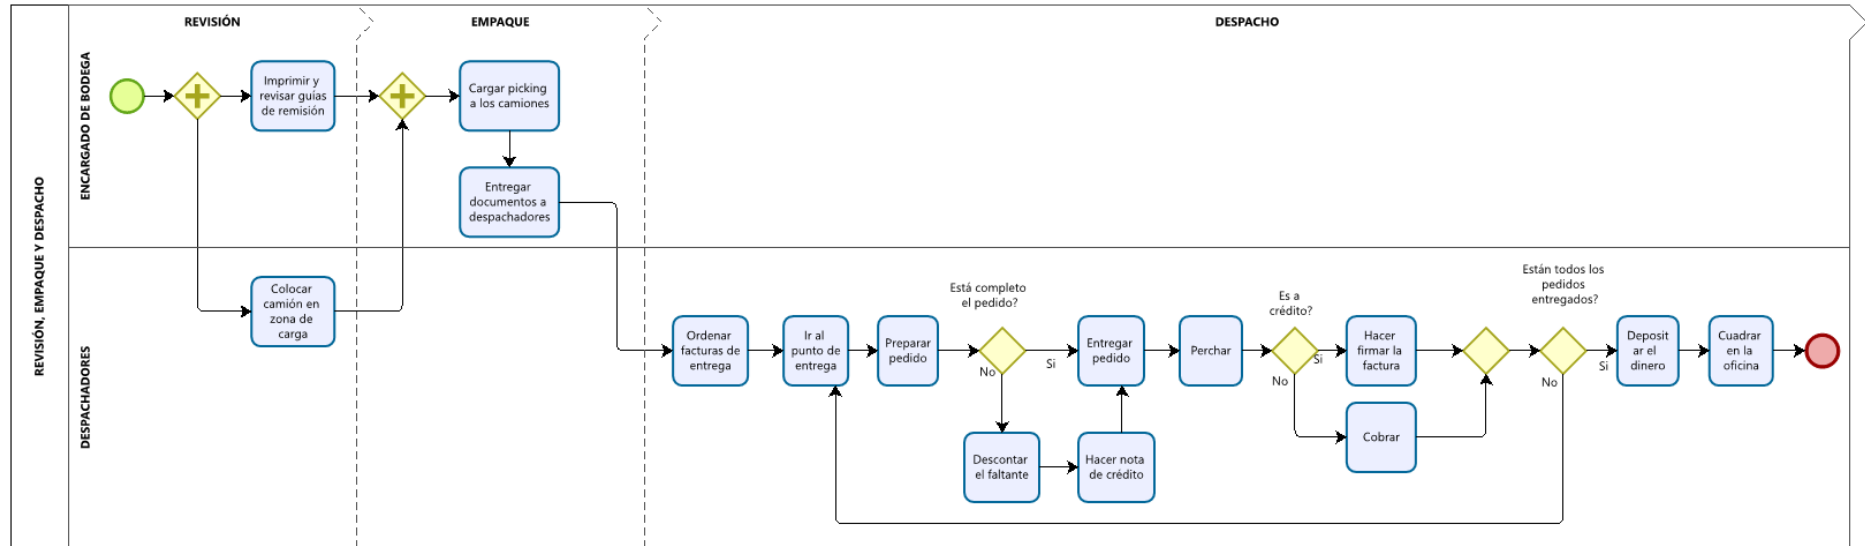 REVISIÓN, EMPAQUE Y DESPACHO
REVISIÓN
EMPAQUE
DESPACHO
ENCARGADO DE BODEGA
Imprimir y
revisar guías
de remisión
Cargar picking
a los camiones
Entregar
documentos a
despachadores
DESPACHADORES
Colocar
camión en
zona de
carga
Ordenar
facturas de
entrega
Ir al
punto de
entrega
Preparar
pedido
Está completo
el pedido?
Si
No
Descontar
el faltante
Hacer nota
de crédito
Entregar
pedido
Perchar
Es a
crédito?
Si
No
Hacer
firmar la
factura
Cobrar
Están todos los
pedidos
entregados?
Si
No
Deposit
ar el
dinero
Cuadrar
en la
oficina